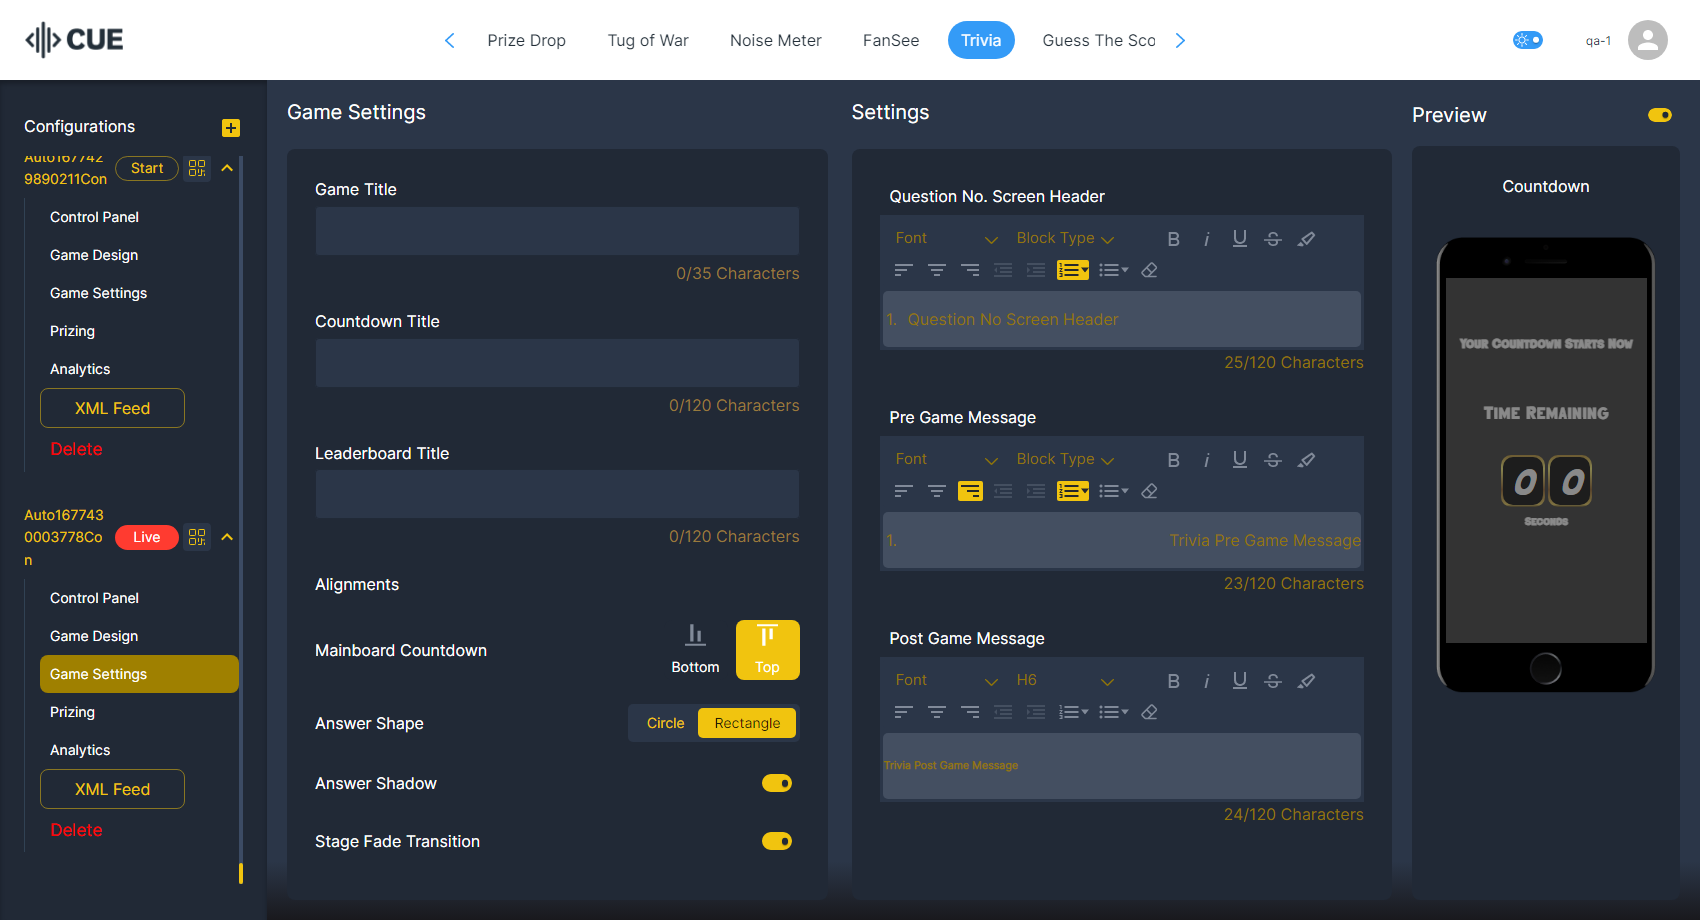 CUE
Prize Drop
Tug of War
Noise Meter
FanSee
Trivia
Guess The Sco
qa-1
Configurations
Auto167742
9890211Con
Start
Control Panel
Game Design
Game Settings
Prizing
Analytics
XML Feed
Delete
Auto167743
0003778Co
n
Live
Control Panel
Game Design
Game Settings
Prizing
Analytics
XML Feed
Delete
Game Settings
Game Title
0/35 Characters
Countdown Title
0/120 Characters
Leaderboard Title
0/120 Characters
Alignments
Mainboard Countdown
Bottom
Top
Answer Shape
Circle
Rectangle
Answer Shadow
Stage Fade Transition
Settings
Question No. Screen Header
Font
Block Type
1. Question No Screen Header
25/120 Characters
Pre Game Message
Font
Block Type
1. Trivia Pre Game Message
23/120 Characters
Post Game Message
Font
H6
Trivia Post Game Message
24/120 Characters
Preview
Countdown
Your Countdown Starts Now
Time Remaining
0 0
Seconds